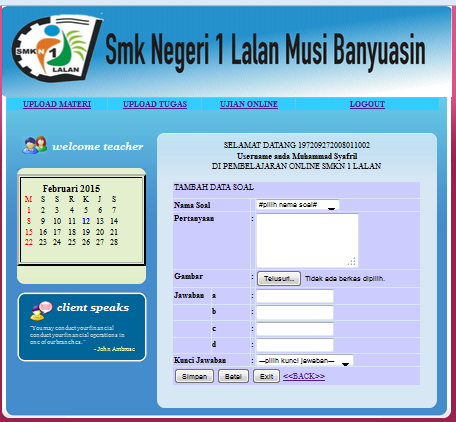 SMKN 1
LALAN
Smk Negeri 1 Lalan Musi Banyuasin
UPLOAD MATERI UPLOAD TUGAS UJIAN ONLINE LOGOUT
welcome teacher
Februari 2015
M S S R K J S
1 2 3 4 5 6 7
8 9 10 11 12 13 14
15 16 17 18 19 20 21
22 23 24 25 26 27 28
client speaks
"You may conduct your financial
conduct your financial operations in
one of our branches."
- John Ambrose
SELAMAT DATANG 197209272008011002
Username anda Muhammad Syafril
DI PEMBELAJARAN ONLINE SMKN 1 LALAN
TAMBAH DATA SOAL
Nama Soal : #pilih nama soal#
Pertanyaan :
Gambar : Telusuri... Tidak ada berkas dipilih.
Jawaban a :
b :
c :
d :
Kunci Jawaban : ---pilih kunci jawaban---
Simpan Batal Exit <<BACK>>